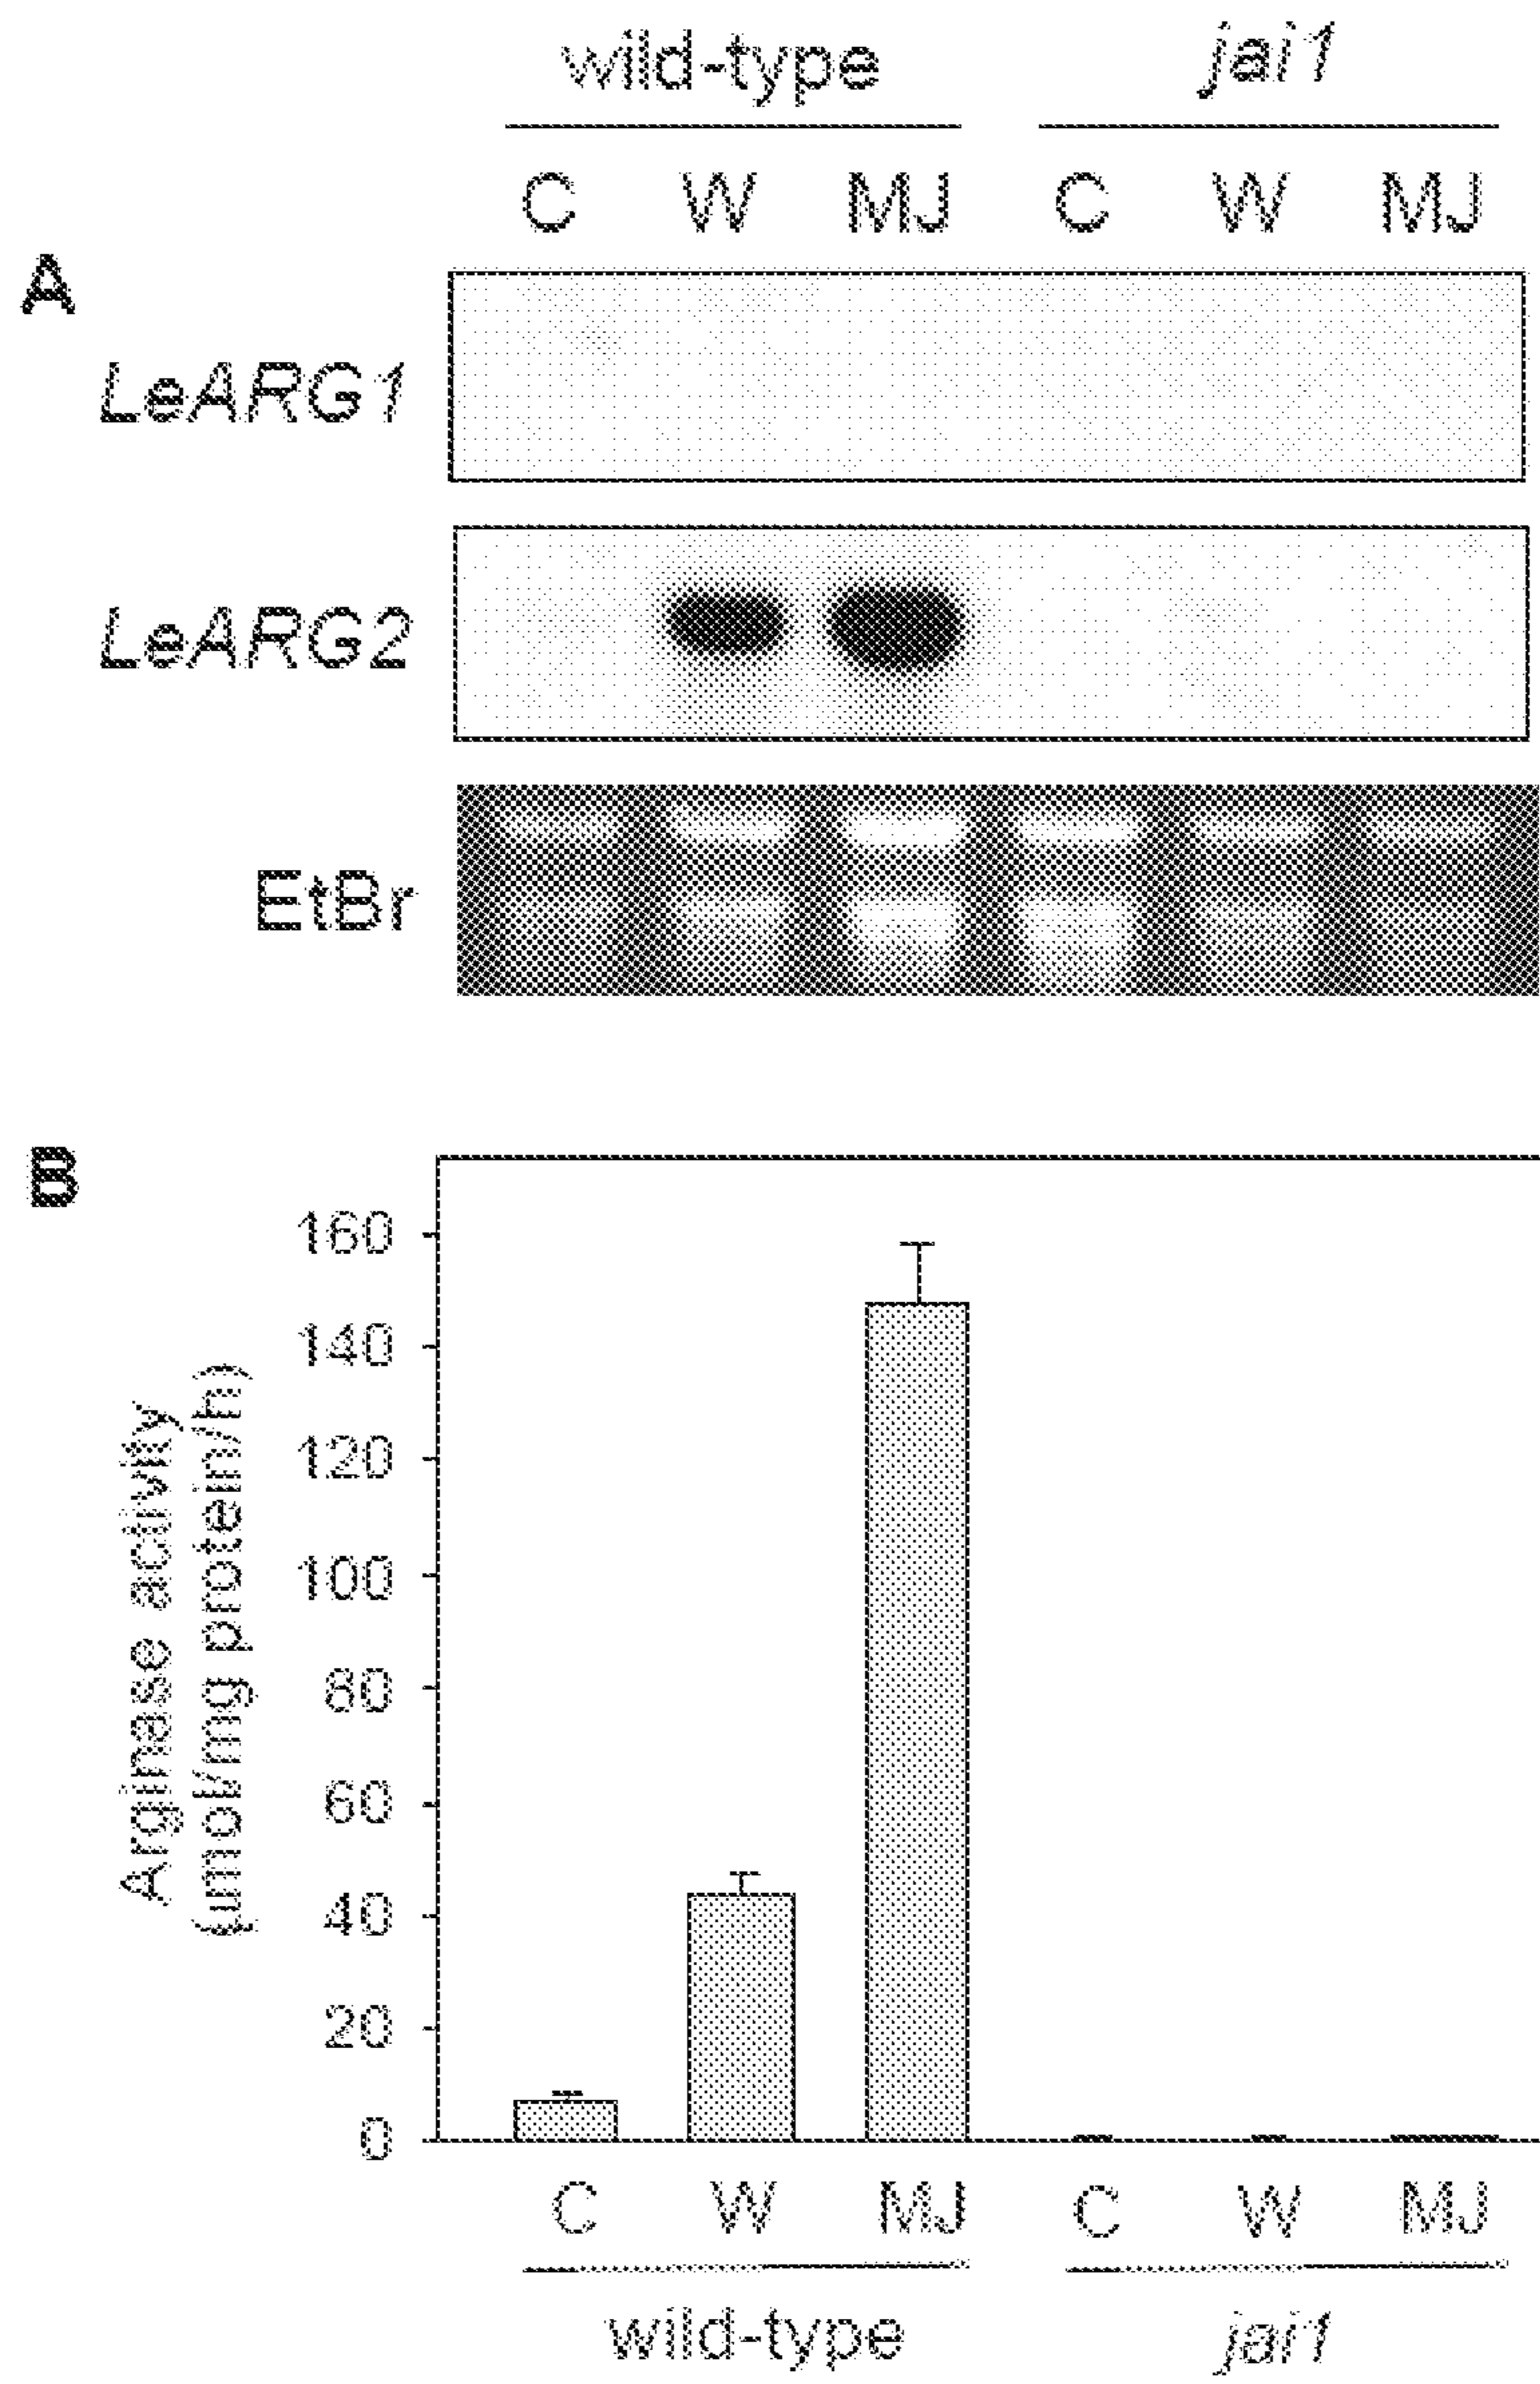 wild-type jai1
C W MJ C W MJ
A
LeARG1
LeARG2
EtBr
B
160
140
120
100
80
60
40
20
0
Arginase activity
(µmol/mg protein/h)
C W MJ C W MJ
wild-type jai1